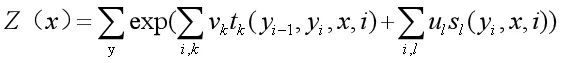 Z（x）= ∑_y exp(∑_{i,k} v_k t_k (y_{i-1}, y_i, x, i) + ∑_{i,l} u_l s_l (y_i, x, i))